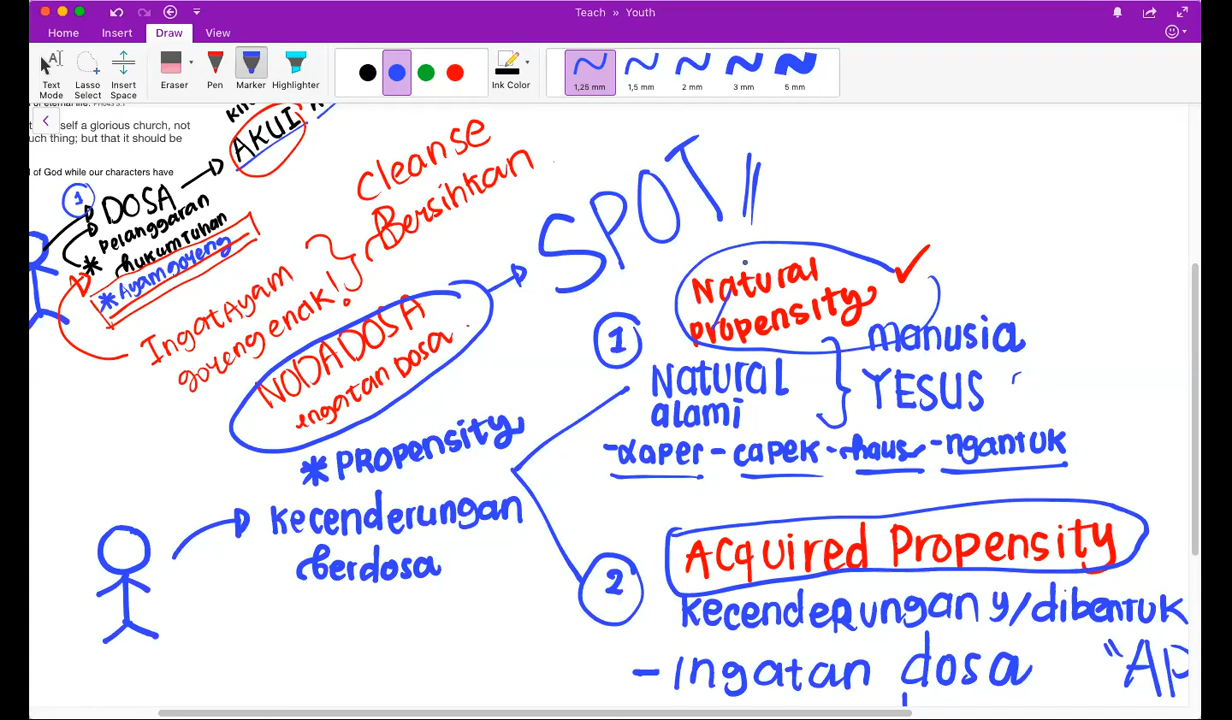 Teach » Youth
Home Insert Draw View
Text Mode
Lasso Select
Insert Space
Eraser
Pen
Marker
Highlighter
Ink Color
1,25 mm
1,5 mm
2 mm
3 mm
5 mm
self a glorious church, not
such thing; but that it should be
of God while our characters have
AKUI
Cleanse
Bersihkan
1
DOSA
Pelanggaran
hukum Tuhan
* Ayam goreng
Ingat Ayam
goreng enak!
NODA DOSA
ingatan Dosa
SPOT
Natural
Propensity
1
Natural
alami
manusia
YESUS
-Laper - capek - haus - ngantuk
* PROPENSITY
Kecenderungan
berdosa
2
Acquired Propensity
Kecenderungan y/dibentuk
- Ingatan dosa
"AP